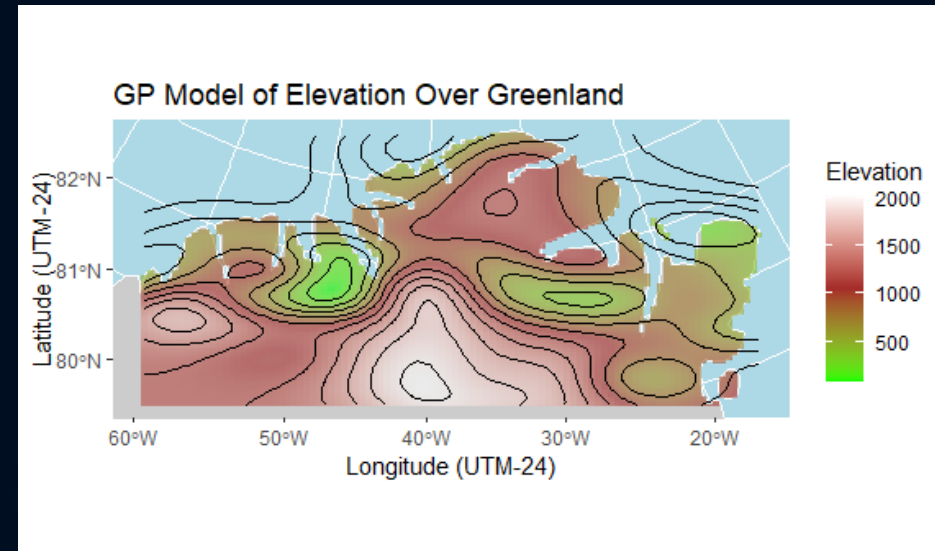 GP Model of Elevation Over Greenland
Latitude (UTM-24)
82°N
81°N
80°N
60°W
50°W
40°W
30°W
20°W
Longitude (UTM-24)
Elevation
2000
1500
1000
500